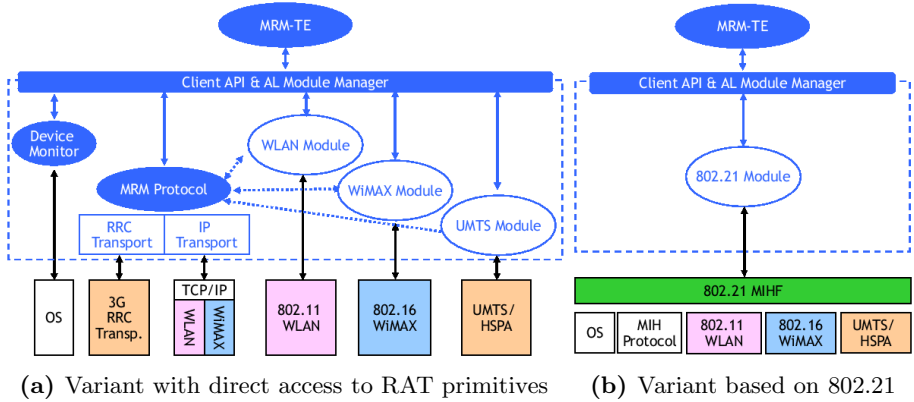 MRM-TE
Client API & AL Module Manager
Device
Monitor
WLAN Module
MRM Protocol
WiMAX Module
UMTS Module
RRC
Transport
IP
Transport
OS
3G
RRC
Transp.
TCP/IP
WLAN
WiMAX
802.11
WLAN
802.16
WiMAX
UMTS/
HSPA
(a) Variant with direct access to RAT primitives
MRM-TE
Client API & AL Module Manager
802.21 Module
802.21 MIHF
OS
MIH
Protocol
802.11
WLAN
802.16
WiMAX
UMTS/
HSPA
(b) Variant based on 802.21